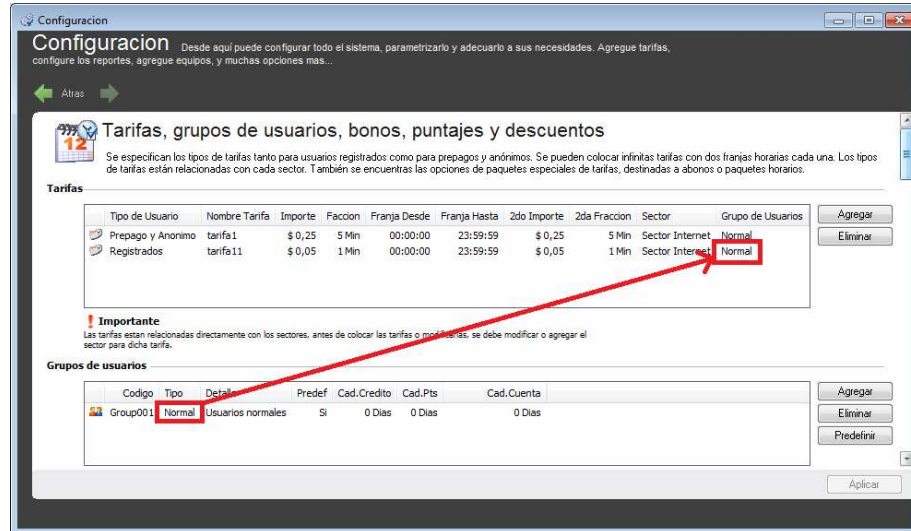 Configuracion
Configuracion Desde aquí puede configurar todo el sistema, parametrizarlo y adecuarlo a sus necesidades. Agregue tarifas,
configure los reportes, agregue equipos, y muchas opciones mas...
Atras
12
Tarifas, grupos de usuarios, bonos, puntajes y descuentos
Se especifican los tipos de tarifas tanto para usuarios registrados como para prepagos y anónimos. Se pueden colocar infinitas tarifas con dos franjas horarias cada una. Los tipos
de tarifas están relacionadas con cada sector. También se encuentras las opciones de paquetes especiales de tarifas, destinadas a abonos o paquetes horarios.
Tarifas
Tipo de Usuario Nombre Tarifa Importe Faccion Franja Desde Franja Hasta 2do Importe 2da Fraccion Sector Grupo de Usuarios Agregar
Prepago y Anonimo tarifa1 $ 0,25 5 Min 00:00:00 23:59:59 $ 0,25 5 Min Sector Internet Normal Eliminar
Registrados tarifa11 $ 0,05 1 Min 00:00:00 23:59:59 $ 0,05 1 Min Sector Internet Normal
Importante
Las tarifas estan relacionadas directamente con los sectores, antes de colocar las tarifas o modificarlas, se debe modificar o agregar el
sector para dicha tarifa.
Grupos de usuarios
Codigo Tipo Detalle Predef Cad.Credito Cad.Pts Cad.Cuenta Agregar
Group001 Normal Usuarios normales Si 0 Dias 0 Dias 0 Dias Eliminar
Predefinir
Aplicar